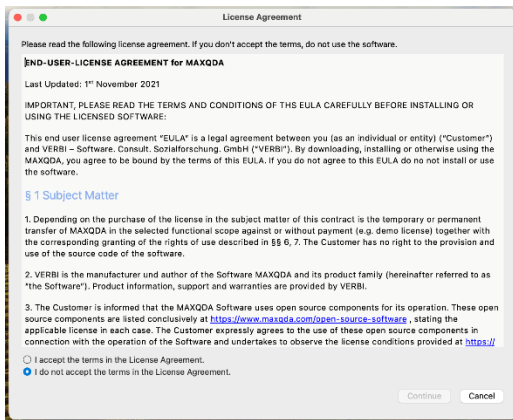 License Agreement
Please read the following license agreement. If you don't accept the terms, do not use the software.
END-USER-LICENSE AGREEMENT for MAXQDA
Last Updated: 1st November 2021
IMPORTANT, PLEASE READ THE TERMS AND CONDITIONS OF THS EULA CAREFULLY BEFORE INSTALLING OR
USING THE LICENSED SOFTWARE:
This end user license agreement “EULA” is a legal agreement between you (as an individual or entity) (“Customer”)
and VERBI – Software. Consult. Sozialforschung. GmbH (“VERBI”). By downloading, installing or otherwise using the
MAXQDA, you agree to be bound by the terms of this EULA. If you do not agree to this EULA do no not install or use
the software.
§ 1 Subject Matter
1. Depending on the purchase of the license in the subject matter of this contract is the temporary or permanent
transfer of MAXQDA in the selected functional scope against or without payment (e.g. demo license) together with
the corresponding granting of the rights of use described in §§ 6, 7. The Customer has no right to the provision and
use of the source code of the software.
2. VERBI is the manufacturer und author of the Software MAXQDA and its product family (hereinafter referred to as
“the Software”). Product information, support and warranties are provided by VERBI.
3. The Customer is informed that the MAXQDA Software uses open source components for its operation. These open
source components are listed conclusively at https://www.maxqda.com/open-source-software , stating the
applicable license in each case. The Customer expressly agrees to the use of these open source components in
connection with the operation of the Software and undertakes to observe the license conditions provided at https://
I accept the terms in the License Agreement.
I do not accept the terms in the License Agreement.
Continue
Cancel